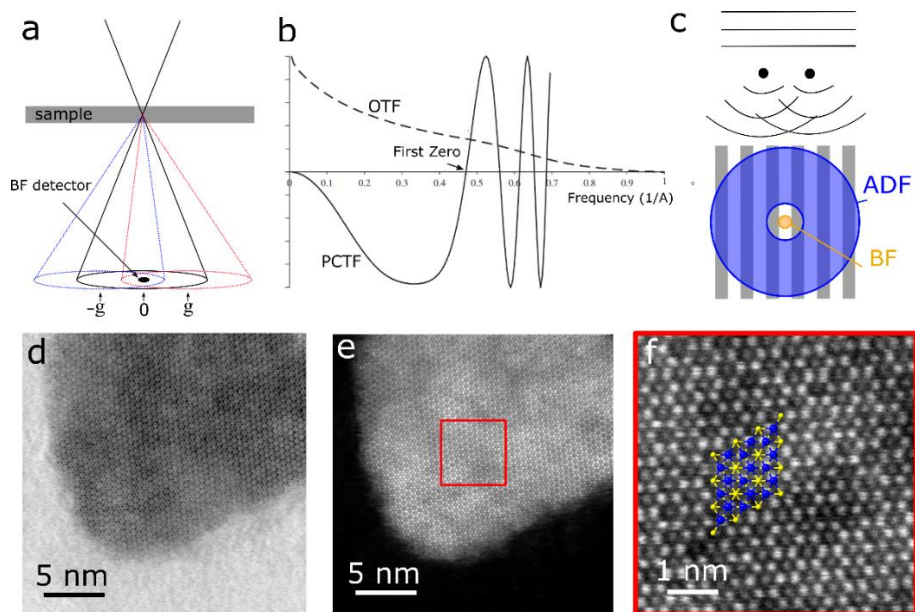 a
sample
BF detector
-g
0
g
b
OTF
First Zero
0
0.1
0.2
0.3
0.4
0.5
0.6
0.7
0.8
0.9
1
Frequency (1/A)
PCTF
c
ADF
BF
d
5 nm
e
5 nm
f
1 nm